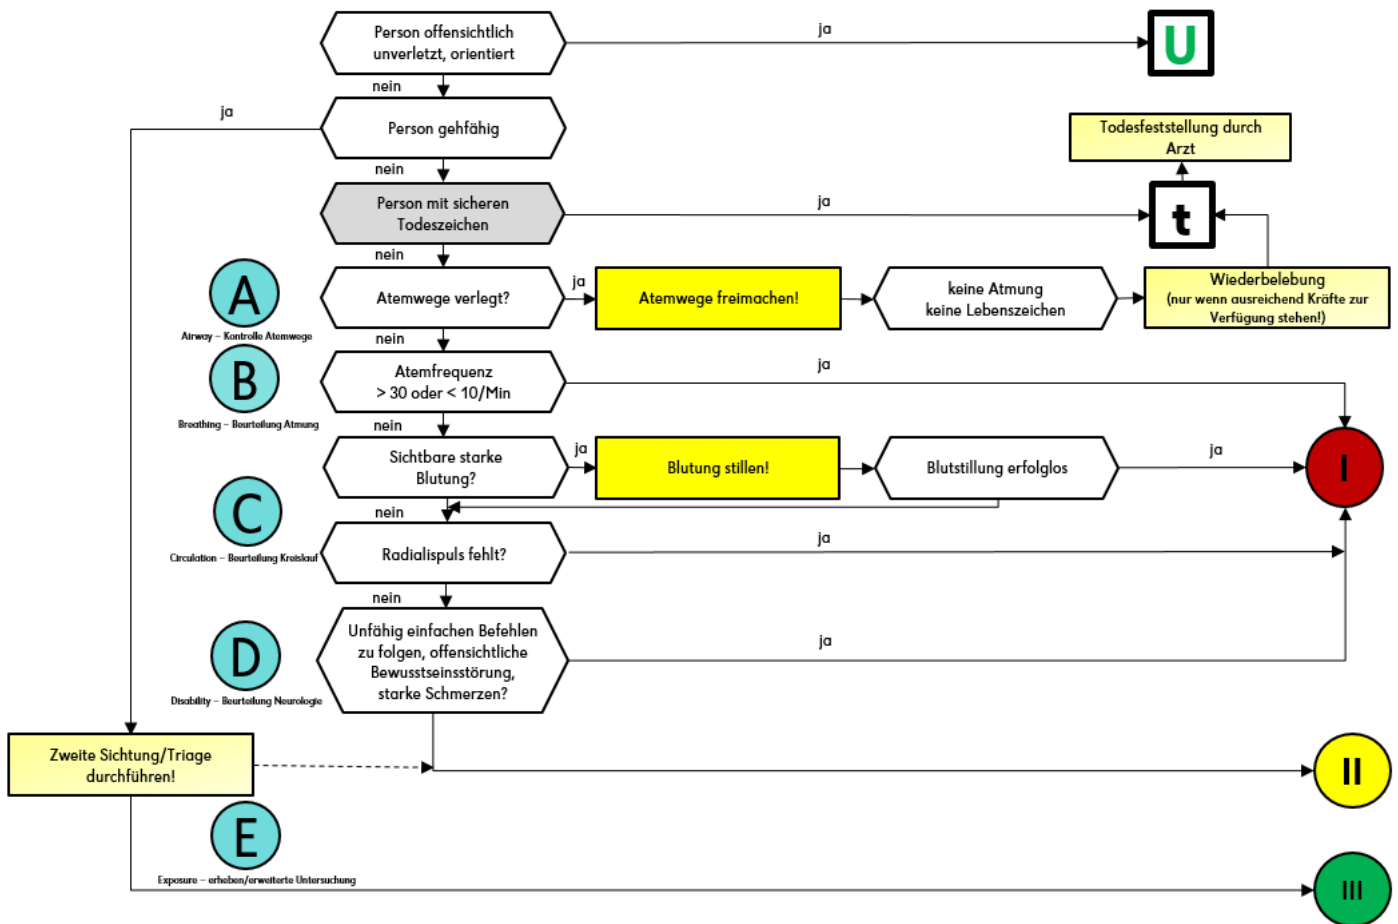 Person offensichtlich
unverletzt, orientiert
ja
U
nein
ja
Person gehfähig
Todesfeststellung durch
Arzt
nein
Person mit sicheren
Todeszeichen
ja
t
nein
A
Airway – Kontrolle Atemwege
Atemwege verlegt?
ja
Atemwege freimachen!
keine Atmung
keine Lebenszeichen
Wiederbelebung
(nur wenn ausreichend Kräfte zur
Verfügung stehen!)
nein
B
Breathing – Beurteilung Atmung
Atemfrequenz
> 30 oder < 10/Min
ja
nein
Sichtbare starke
Blutung?
ja
Blutung stillen!
Blutstillung erfolglos
ja
I
nein
C
Circulation – Beurteilung Kreislauf
Radialispuls fehlt?
ja
nein
D
Disability – Beurteilung Neurologie
Unfähig einfachen Befehlen
zu folgen, offensichtliche
Bewusstseinsstörung,
starke Schmerzen?
ja
Zweite Sichtung/Triage
durchführen!
II
E
Exposure – erheben/erweiterte Untersuchung
III